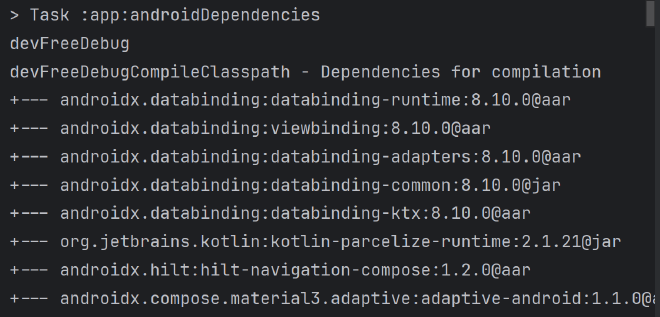 > Task :app:androidDependencies
devFreeDebug
devFreeDebugCompileClasspath - Dependencies for compilation
+--- androidx.databinding:databinding-runtime:8.10.0@aar
+--- androidx.databinding:viewbinding:8.10.0@aar
+--- androidx.databinding:databinding-adapters:8.10.0@aar
+--- androidx.databinding:databinding-common:8.10.0@jar
+--- androidx.databinding:databinding-ktx:8.10.0@aar
+--- org.jetbrains.kotlin:kotlin-parcelize-runtime:2.1.21@jar
+--- androidx.hilt:hilt-navigation-compose:1.2.0@aar
+--- androidx.compose.material3.adaptive:adaptive-android:1.1.0@a